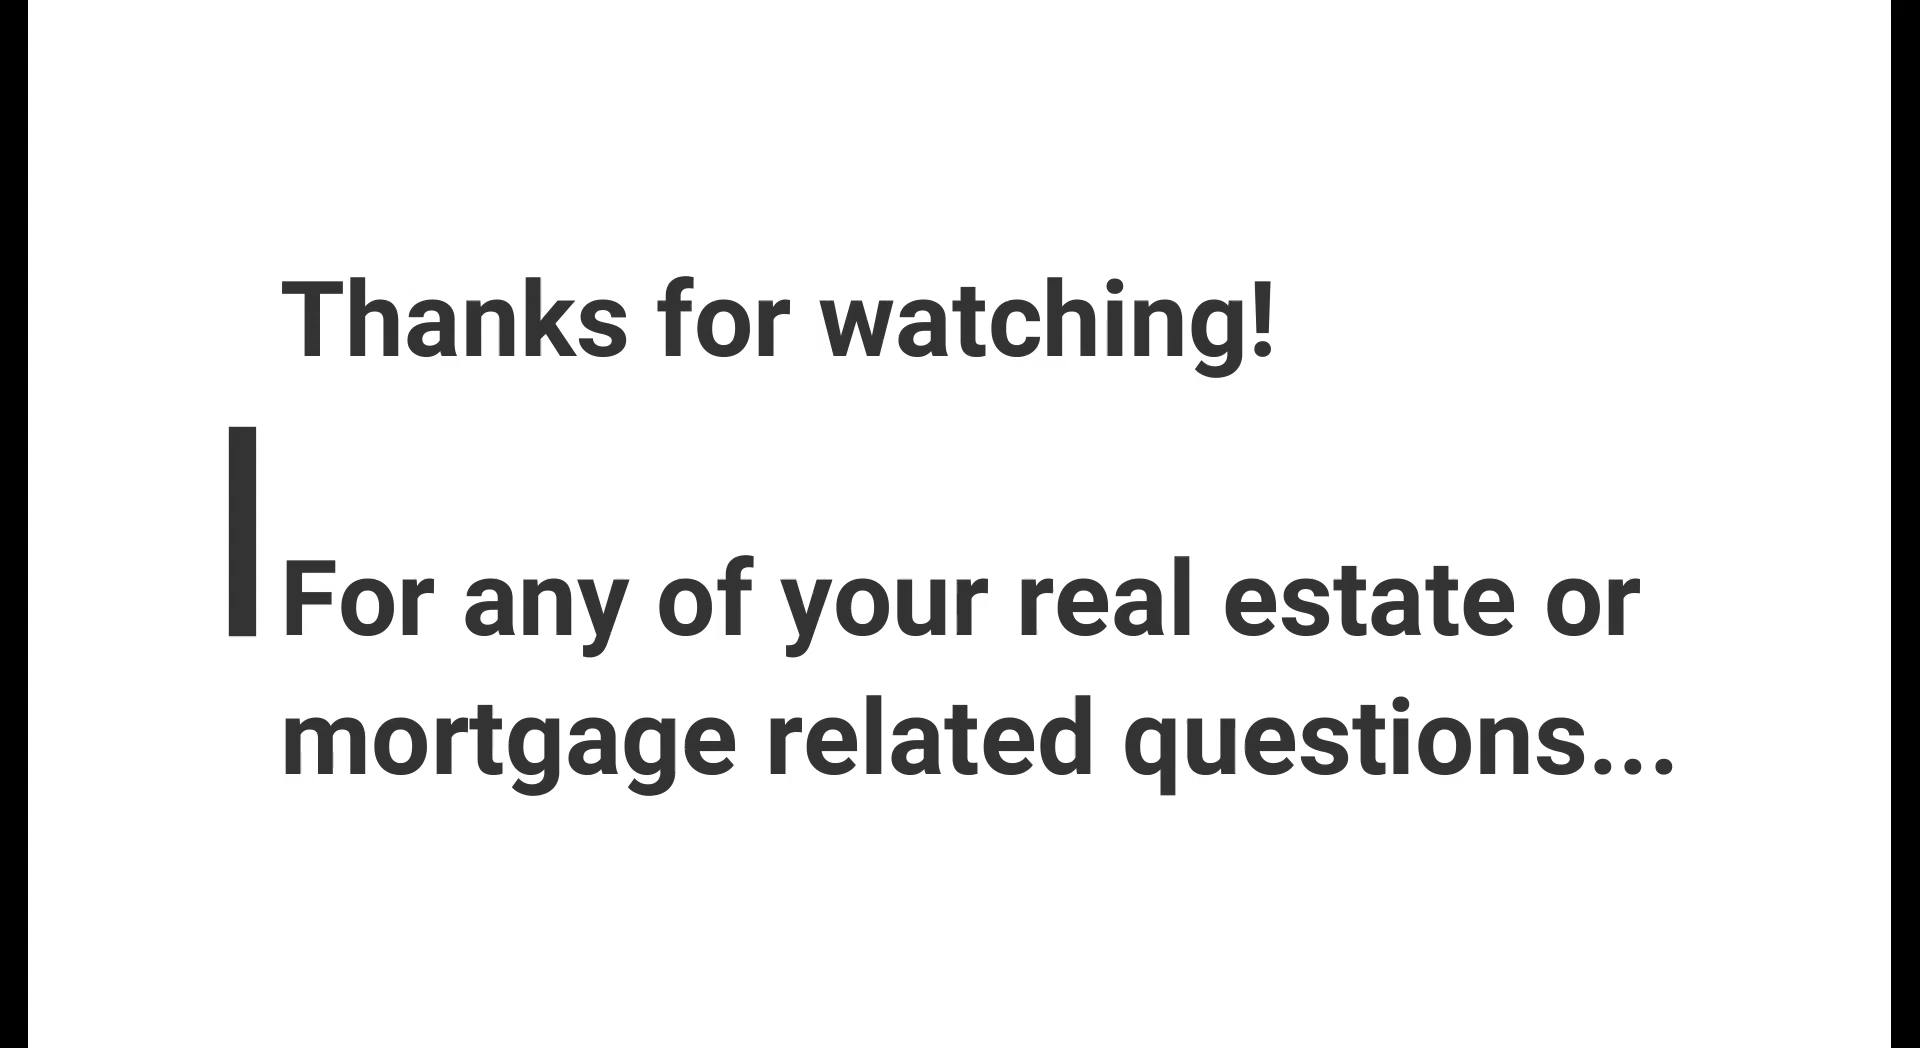 Thanks for watching!
For any of your real estate or
mortgage related questions...